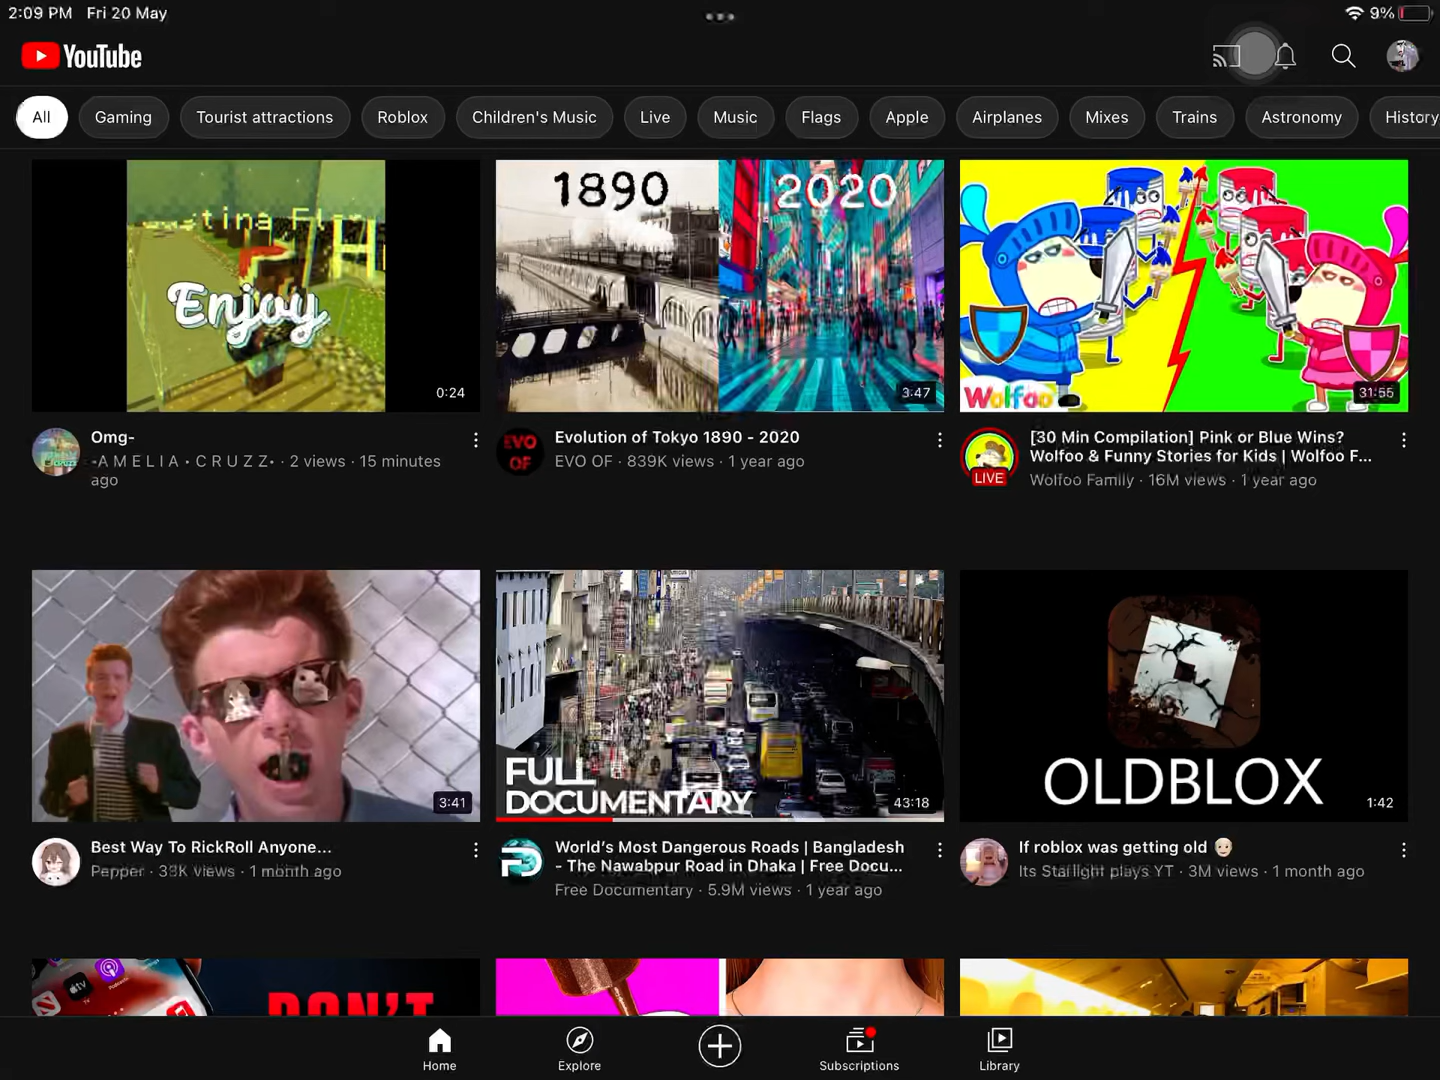 2:09 PM Fri 20 May
9%
YouTube
All Gaming Tourist attractions Roblox Children's Music Live Music Flags Apple Airplanes Mixes Trains Astronomy History
Enjoy
0:24
1890 2020
3:47
Wolfoo
31:55
Omg-
•A M E L I A • C R U Z Z• · 2 views · 15 minutes
ago
EVO
OF
Evolution of Tokyo 1890 - 2020
EVO OF · 839K views · 1 year ago
LIVE
[30 Min Compilation] Pink or Blue Wins?
Wolfoo & Funny Stories for Kids | Wolfoo F...
Wolfoo Family · 16M views · 1 year ago
3:41
FULL
DOCUMENTARY
43:18
OLDBLOX
1:42
Best Way To RickRoll Anyone...
Pepper · 38K views · 1 month ago
World's Most Dangerous Roads | Bangladesh
- The Nawabpur Road in Dhaka | Free Docu...
Free Documentary · 5.9M views · 1 year ago
If roblox was getting old 👴🏻
Its Starlight plays YT · 3M views · 1 month ago
DON'T
Home Explore Subscriptions Library